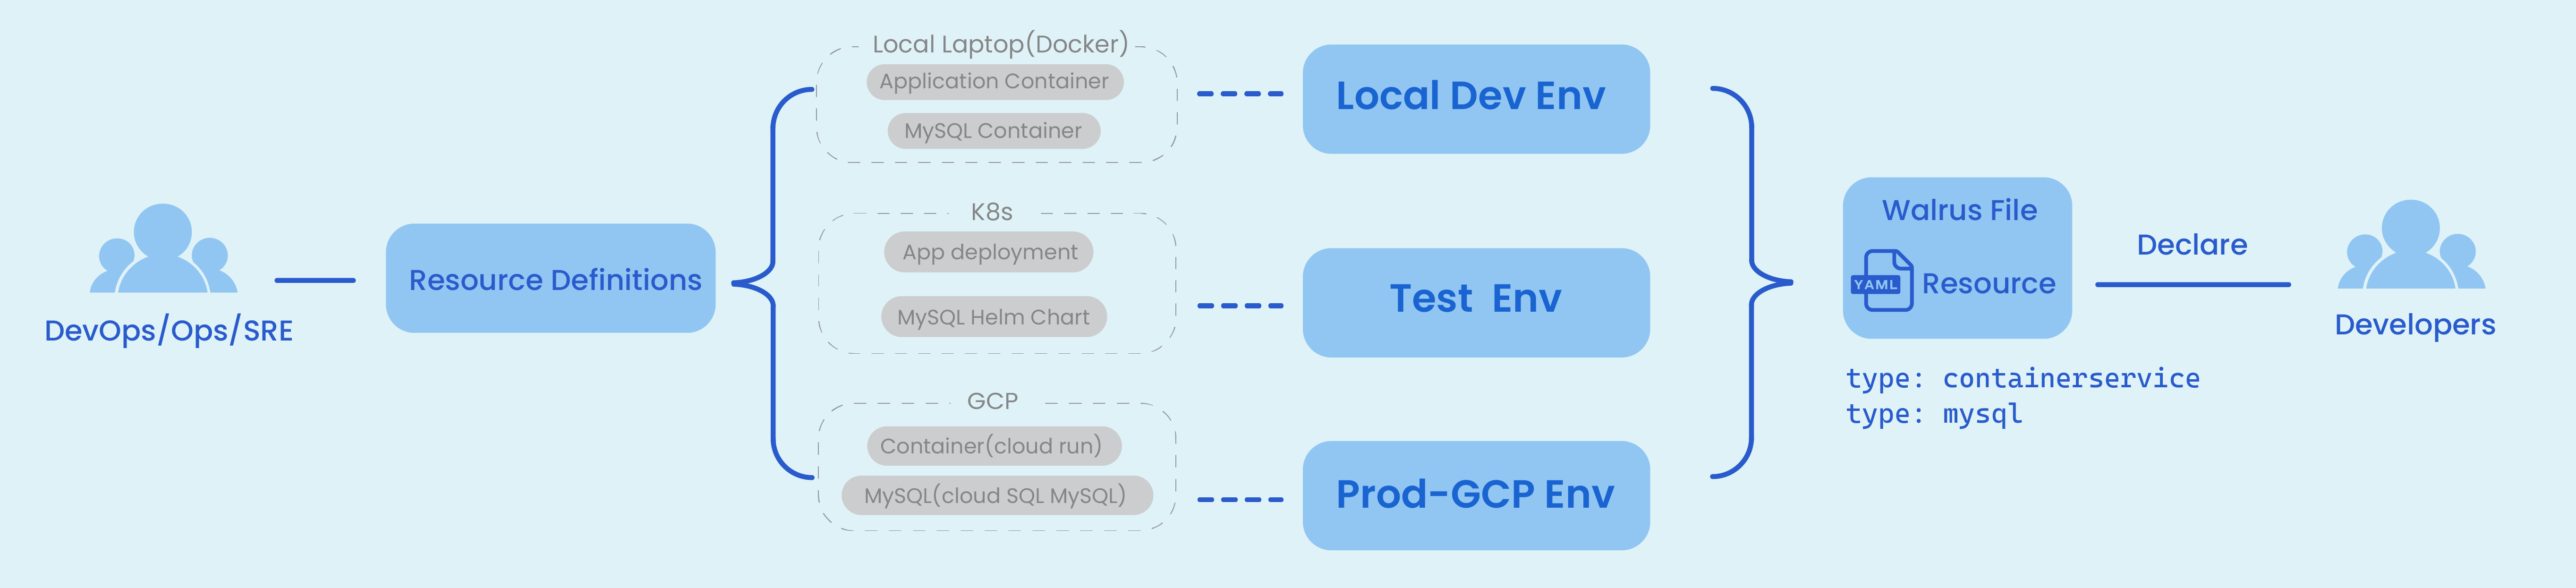 DevOps/Ops/SRE
Resource Definitions
Local Laptop(Docker)
Application Container
MySQL Container
K8s
App deployment
MySQL Helm Chart
GCP
Container(cloud run)
MySQL(cloud SQL MySQL)
Local Dev Env
Test Env
Prod-GCP Env
Walrus File
YAML
Resource
type: containerservice
type: mysql
Declare
Developers